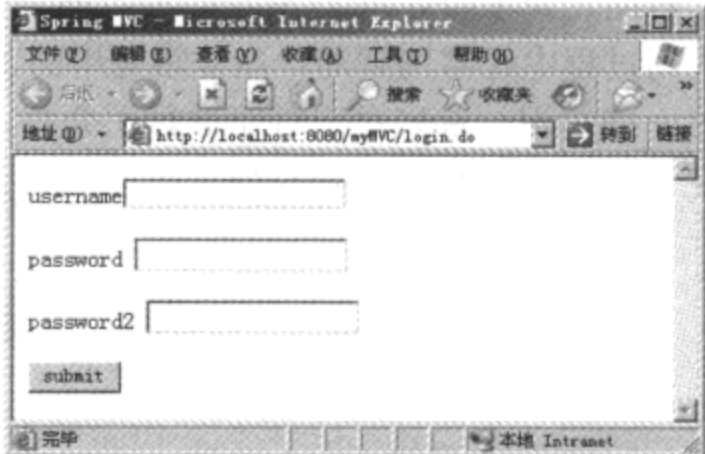 Spring MVC - Microsoft Internet Explorer
文件(F) 编辑(E) 查看(V) 收藏(A) 工具(T) 帮助(H)
后退 搜索 收藏夹
地址(D) http://localhost:8080/myMVC/login.do 转到 链接
username
password
password2
submit
完毕 本地 Intranet